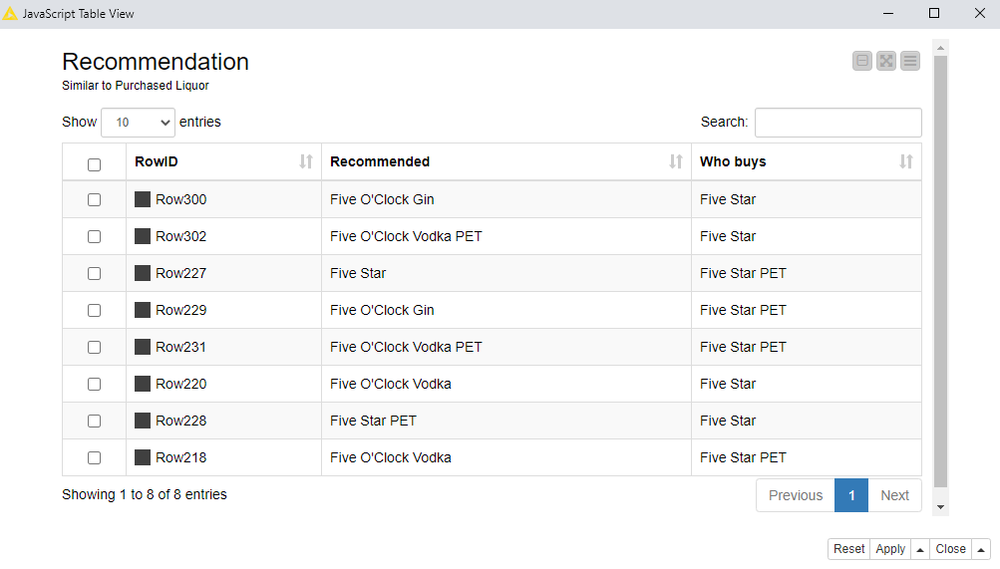 JavaScript Table View
Recommendation
Similar to Purchased Liquor
Show 10 entries Search:
RowID Recommended Who buys
Row300 Five O'Clock Gin Five Star
Row302 Five O'Clock Vodka PET Five Star
Row227 Five Star Five Star PET
Row229 Five O'Clock Gin Five Star PET
Row231 Five O'Clock Vodka PET Five Star PET
Row220 Five O'Clock Vodka Five Star
Row228 Five Star PET Five Star
Row218 Five O'Clock Vodka Five Star PET
Showing 1 to 8 of 8 entries Previous 1 Next
Reset Apply Close